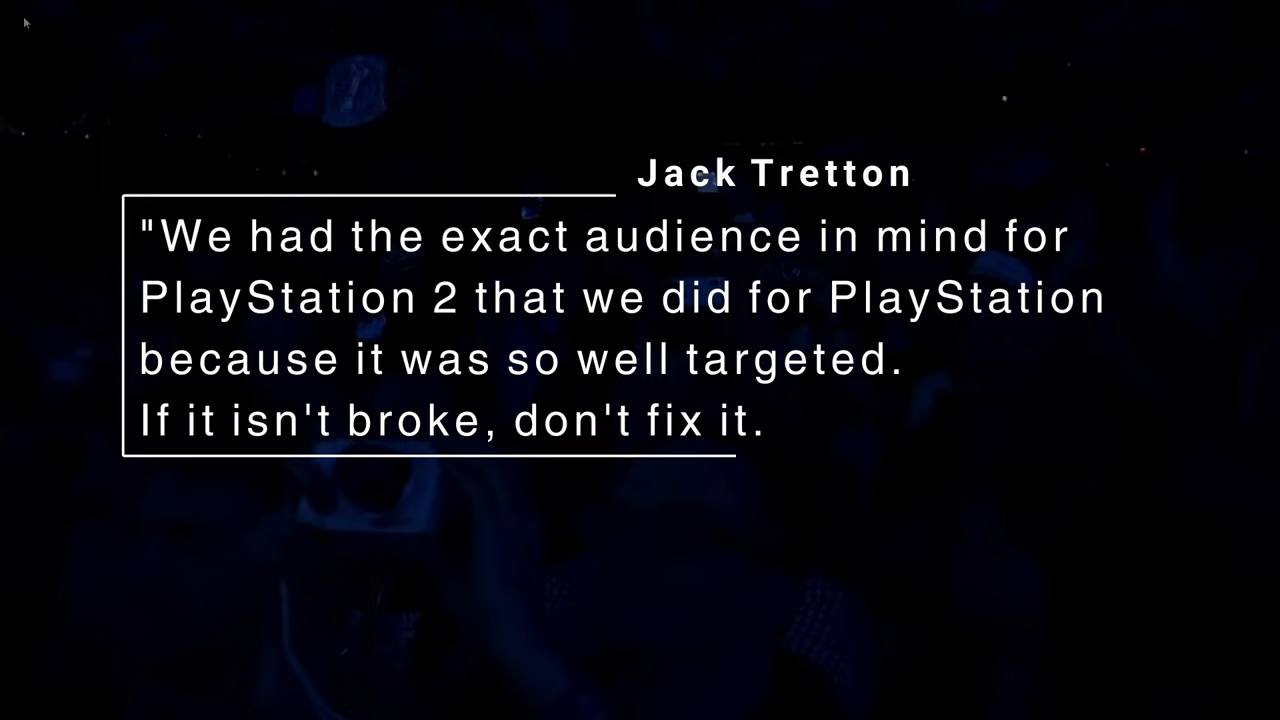 Jack Tretton
"We had the exact audience in mind for
PlayStation 2 that we did for PlayStation
because it was so well targeted.
If it isn't broke, don't fix it.